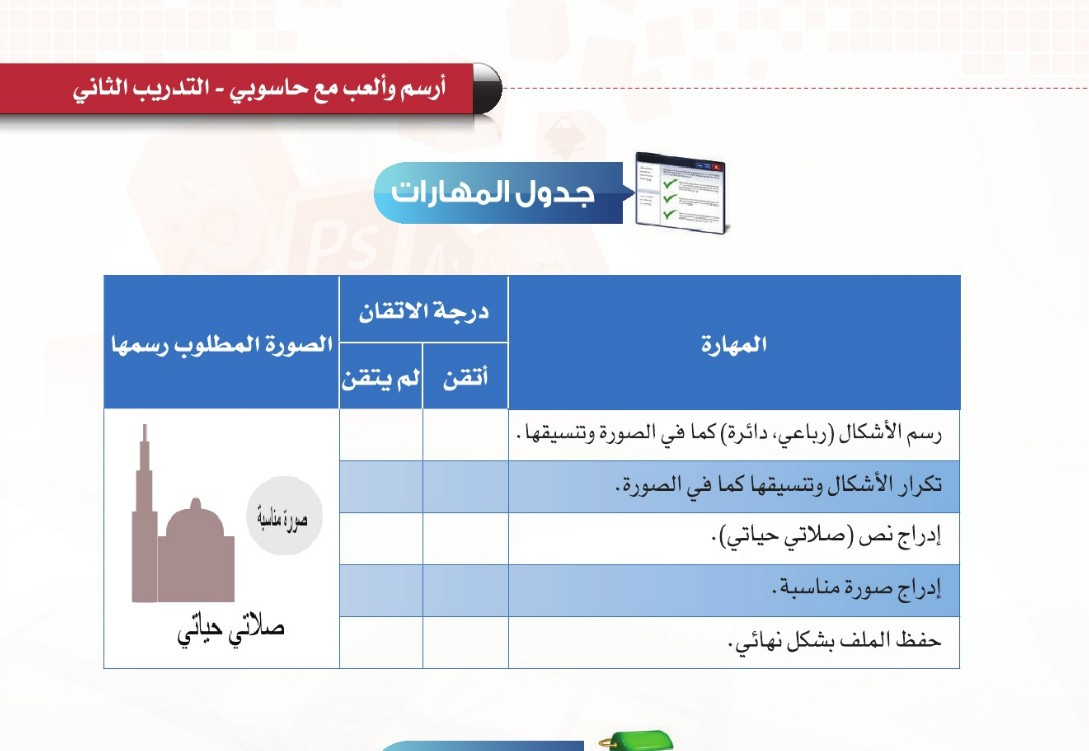 أرسم وألعب مع حاسوبي - التدريب الثاني
جدول المهارات
المهارة
درجة الاتقان
الصورة المطلوب رسمها
أتقن
لم يتقن
رسم الأشكال (رباعي، دائرة) كما في الصورة وتنسيقها.
تكرار الأشكال وتنسيقها كما في الصورة.
إدراج نص (صلاتي حياتي).
إدراج صورة مناسبة.
حفظ الملف بشكل نهائي.
صورة مناسبة
صلاتي حياتي
Ps